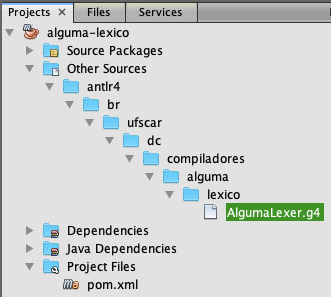 Projects × Files Services
alguma-lexico
Source Packages
Other Sources
antlr4
br
ufscar
dc
compiladores
alguma
lexico
AlgumaLexer.g4
Dependencies
Java Dependencies
Project Files
pom.xml